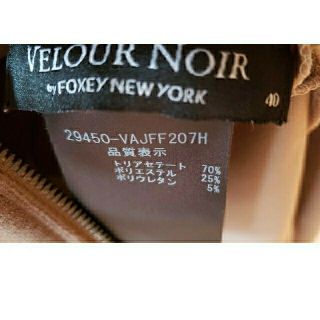 VELOUR NOIR
by FOXEY NEW YORK
40
29450-VAJFF207H
品質表示
トリアセテート 70%
ポリエステル 25%
ポリウレタン 5%